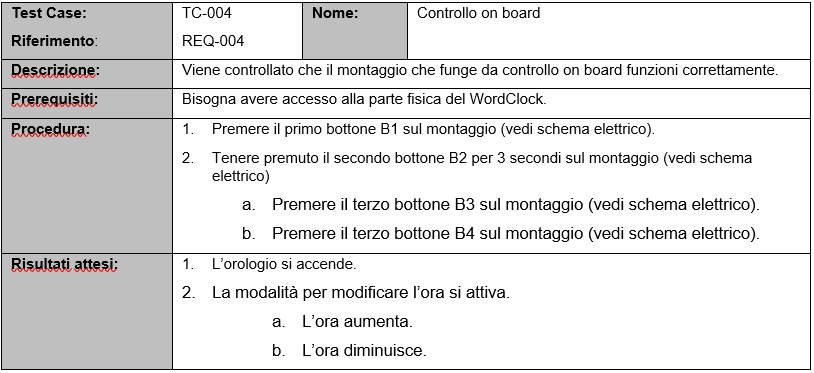 Test Case: TC-004 Nome: Controllo on board
Riferimento: REQ-004
Descrizione: Viene controllato che il montaggio che funge da controllo on board funzioni correttamente.
Prerequisiti: Bisogna avere accesso alla parte fisica del WordClock.
Procedura: 1. Premere il primo bottone B1 sul montaggio (vedi schema elettrico).
2. Tenere premuto il secondo bottone B2 per 3 secondi sul montaggio (vedi schema
elettrico)
a. Premere il terzo bottone B3 sul montaggio (vedi schema elettrico).
b. Premere il terzo bottone B4 sul montaggio (vedi schema elettrico).
Risultati attesi: 1. L'orologio si accende.
2. La modalità per modificare l'ora si attiva.
a. L'ora aumenta.
b. L'ora diminuisce.